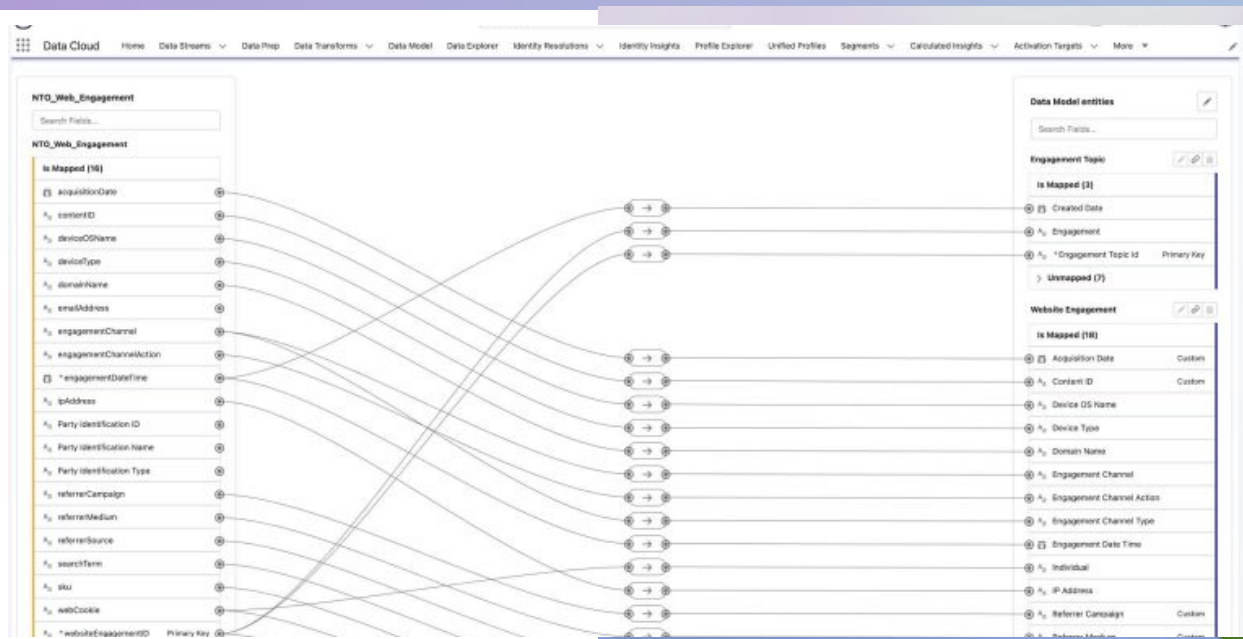 Data Cloud Home Data Streams Data Prep Data Transforms Data Model Data Explorer Identity Resolutions Identity Insights Profile Explorer Unified Profiles Segments Calculated Insights Activation Targets More
NTO_Web_Engagement
Search Fields...
NTO_Web_Engagement
Is Mapped (16)
acquisitionDate
contentID
deviceOSName
deviceType
domainName
emailAddress
engagementChannel
engagementChannelAction
* engagementDateTime
ipAddress
Party Identification ID
Party Identification Name
Party Identification Type
referrerCampaign
referrerMedium
referrerSource
searchTerm
sku
webCookie
* websiteEngagementID Primary Key
Data Model entities
Search Fields...
Engagement Topic
Is Mapped (3)
Created Date
Engagement
* Engagement Topic Id Primary Key
Unmapped (7)
Website Engagement
Is Mapped (18)
Acquisition Date Custom
Content ID Custom
Device OS Name
Device Type
Domain Name
Engagement Channel
Engagement Channel Action
Engagement Channel Type
Engagement Date Time
Individual
IP Address
Referrer Campaign Custom
Referrer Medium Custom